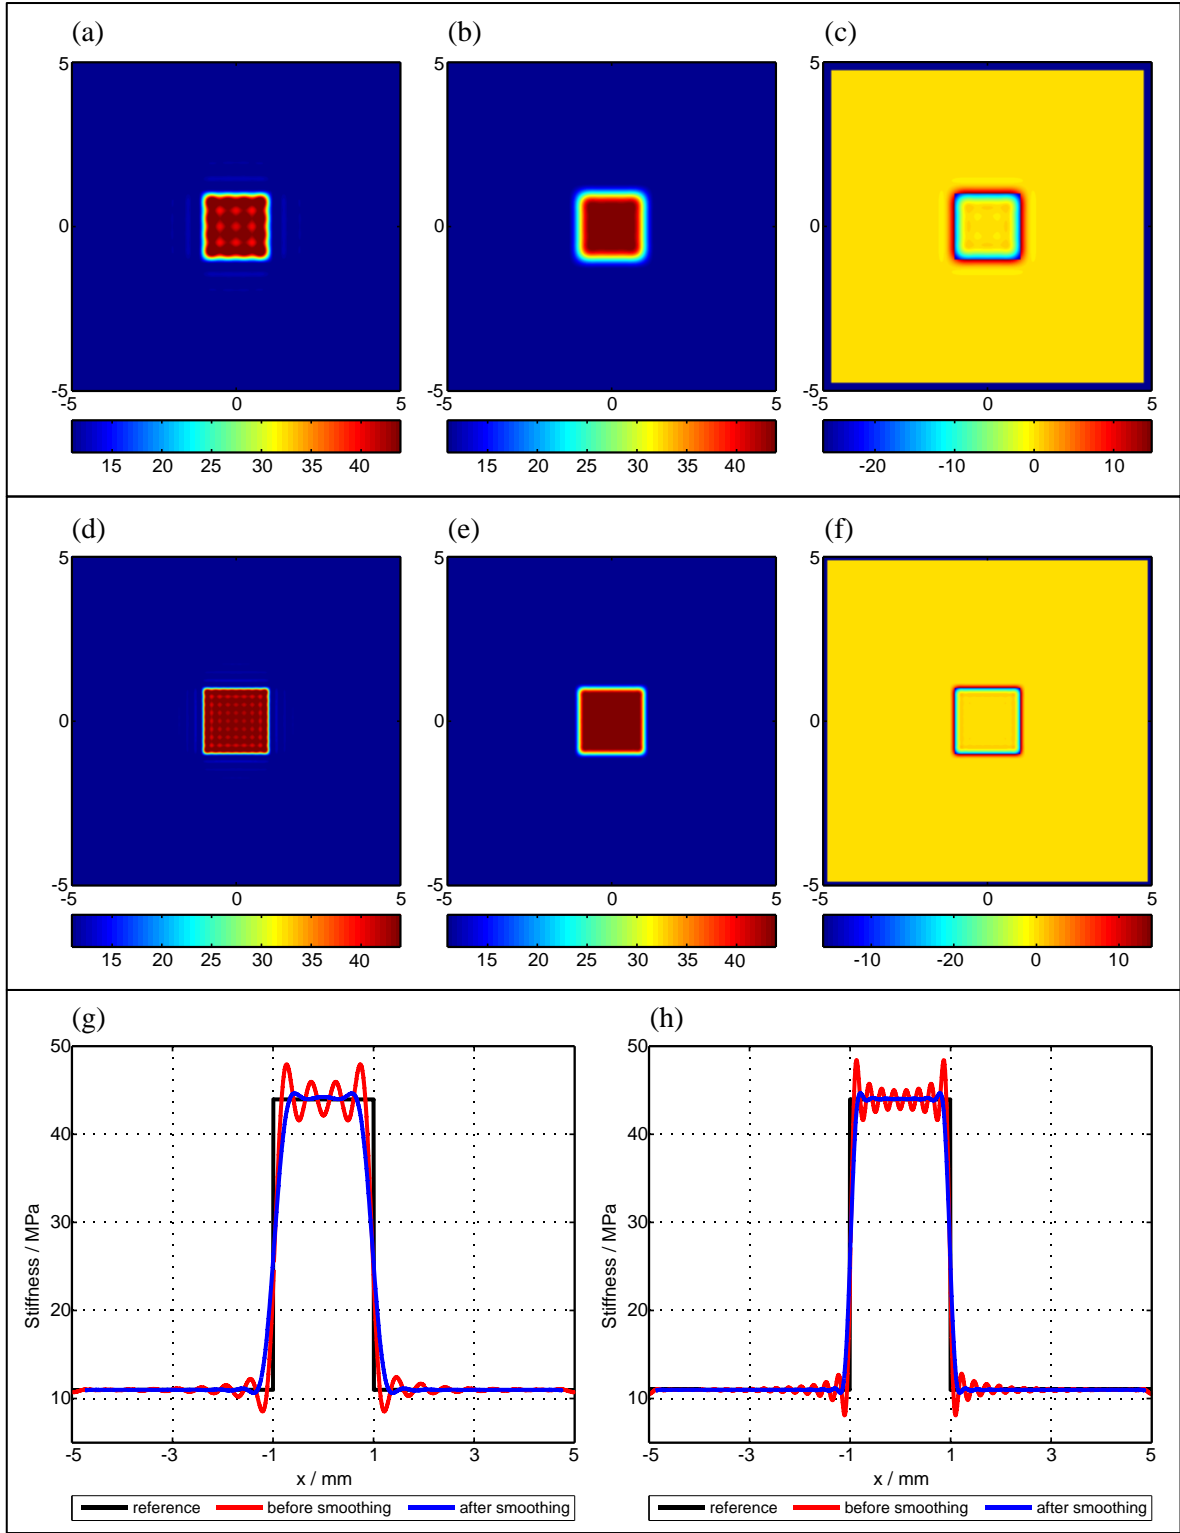 (a) (b) (c)
5 5 5
0 0 0
-5 -5 -5
-5 0 5 -5 0 5 -5 0 5
15 20 25 30 35 40 15 20 25 30 35 40 -20 -10 0 10
(d) (e) (f)
5 5 5
0 0 0
-5 -5 -5
-5 0 5 -5 0 5 -5 0 5
15 20 25 30 35 40 15 20 25 30 35 40 -10 -20 0 10
(g) (h)
50 50
40 40
30 30
20 20
10 10
Stiffness / MPa Stiffness / MPa
-5 -3 -1 1 3 5 -5 -3 -1 1 3 5
x / mm x / mm
reference before smoothing after smoothing reference before smoothing after smoothing